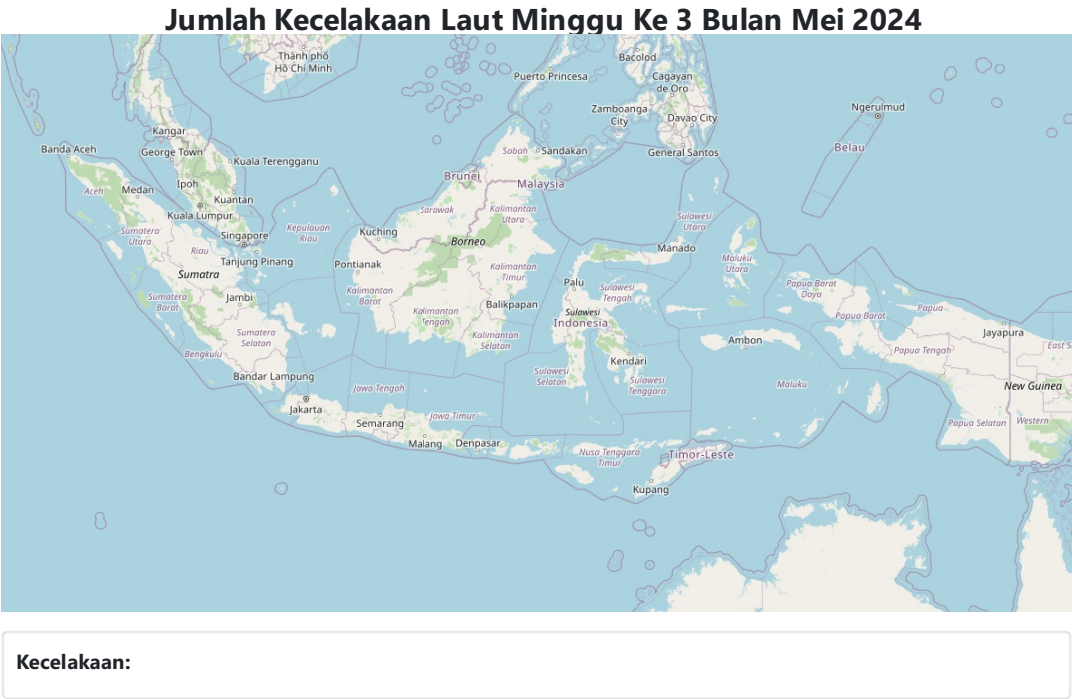 Jumlah Kecelakaan Laut Minggu Ke 3 Bulan Mei 2024
Thành phố
Hồ Chí Minh
Bacolod
Puerto Princesa
Cagayan
de Oro
Zamboanga
City
Davao City
Ngerulmud
Kangar
Banda Aceh
George Town
Kuala Terengganu
Sabah
Sandakan
General Santos
Belau
Ipoh
Brunei
Malaysia
Aceh
Medan
Kuantan
Kuala Lumpur
Sarawak
Kalimantan
Utara
Sulawesi
Utara
Sumatera
Utara
Singapore
Kepulauan
Riau
Kuching
Borneo
Riau
Manado
Tanjung Pinang
Pontianak
Kalimantan
Timur
Maluku
Utara
Sumatra
Palu
Papua Barat
Daya
Sumatera
Barat
Jambi
Kalimantan
Barat
Sulawesi
Tengah
Balikpapan
Kalimantan
Tengah
Sulawesi
Indonesia
Papua Barat
Papua
Sumatera
Selatan
Kalimantan
Selatan
Ambon
Jayapura
East S
Bengkulu
Kendari
Papua Tengah
Bandar Lampung
Sulawesi
Selatan
Sulawesi
Tenggara
Maluku
New Guinea
Jawa Tengah
Jakarta
Semarang
Jawa Timur
Papua Selatan
Western
Malang
Denpasar
Nusa Tenggara
Timur
Timor-Leste
Kupang
Kecelakaan: